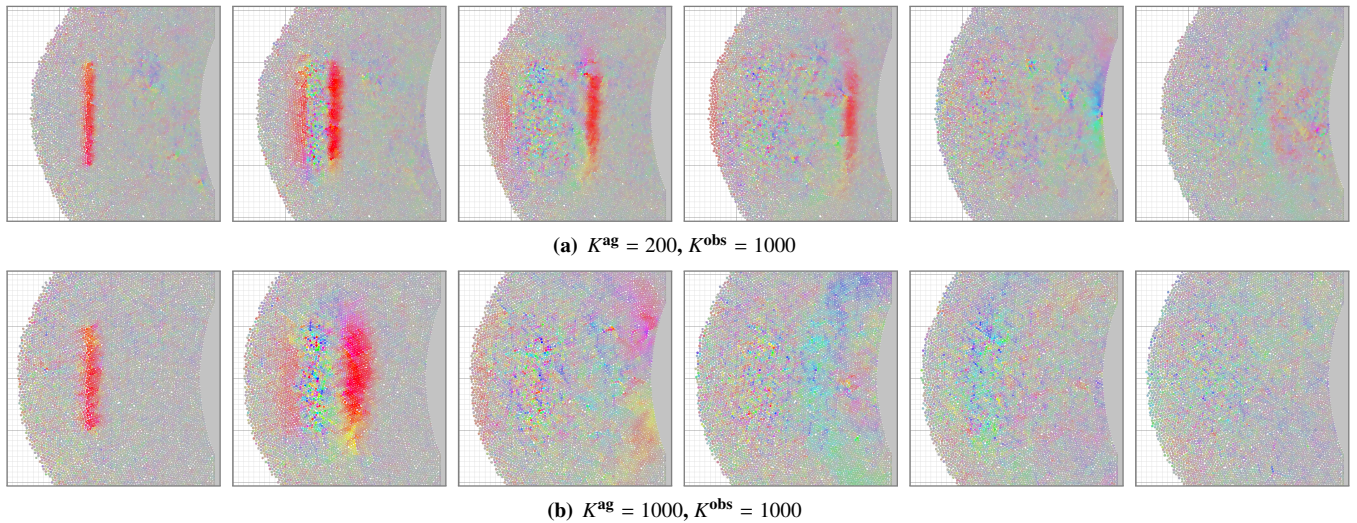 (a) K^ag = 200, K^obs = 1000
(b) K^ag = 1000, K^obs = 1000